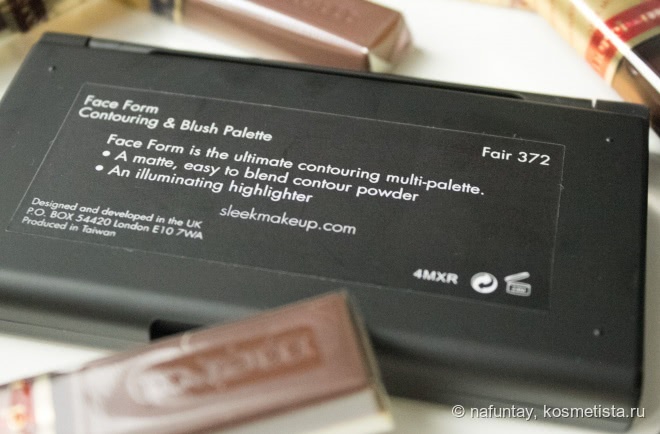 Face Form
Contouring & Blush Palette
Fair 372
Face Form is the ultimate contouring multi-palette.
• A matte, easy to blend contour powder
• An illuminating highlighter
sleekmakeup.com
Designed and developed in the UK
P.O. BOX 54420 London E10 7WA
Produced in Taiwan
4MXR
© nafuntay, kosmetista.ru